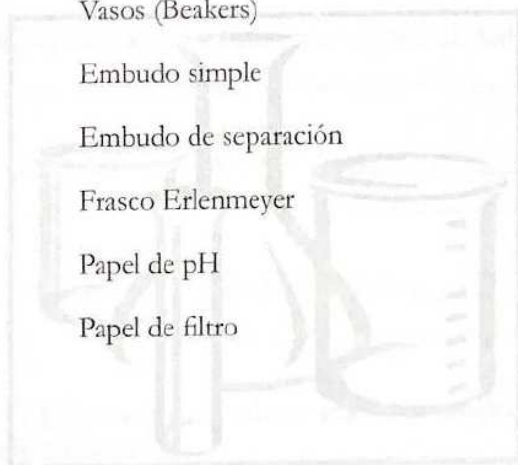 Vasos (Beakers)
Embudo simple
Embudo de separación
Frasco Erlenmeyer
Papel de pH
Papel de filtro